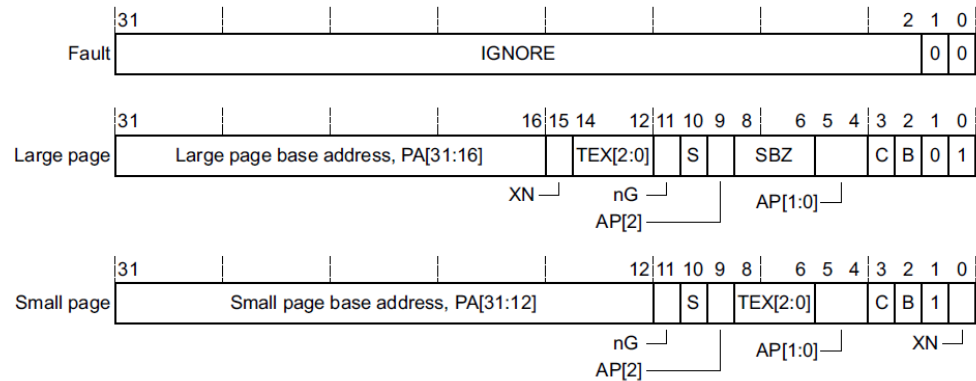 31 2 1 0
Fault IGNORE 0 0
31 16 15 14 12 11 10 9 8 6 5 4 3 2 1 0
Large page Large page base address, PA[31:16] TEX[2:0] S SBZ C B 0 1
XN nG AP[1:0]
AP[2]
31 12 11 10 9 8 6 5 4 3 2 1 0
Small page Small page base address, PA[31:12] S TEX[2:0] C B 1
nG AP[1:0] XN
AP[2]